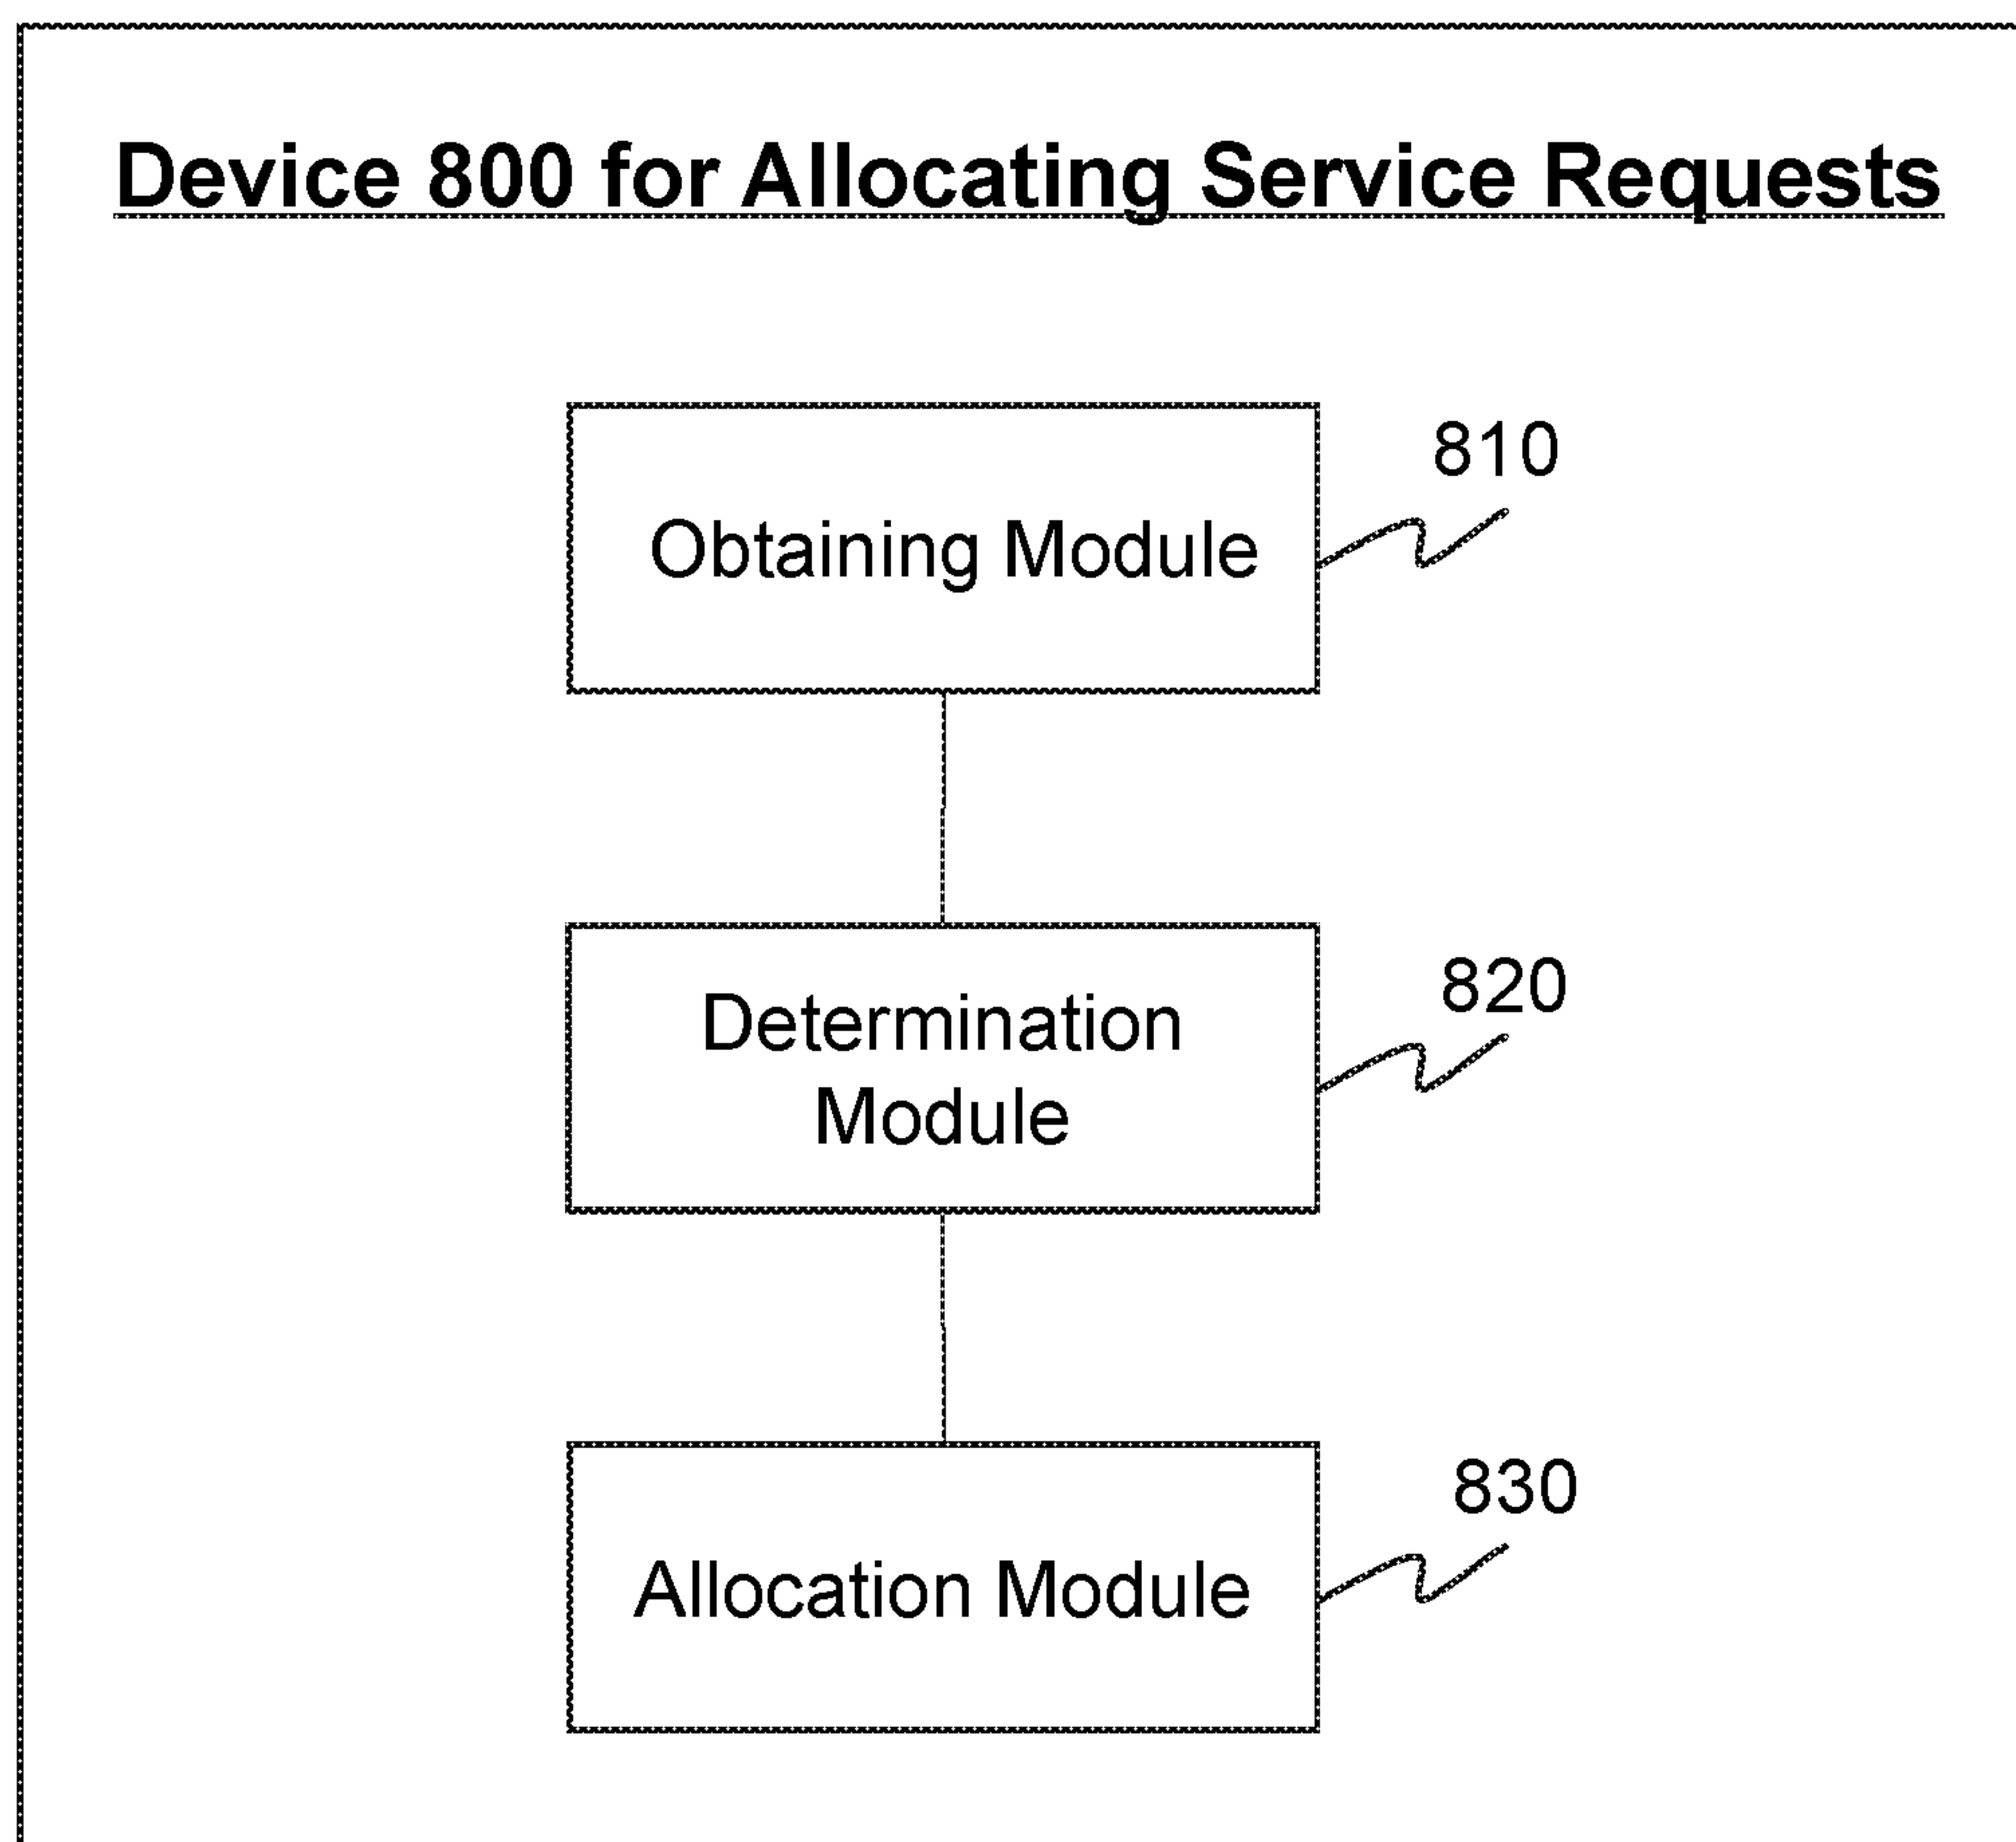 Device 800 for Allocating Service Requests
810
Obtaining Module
820
Determination
Module
830
Allocation Module